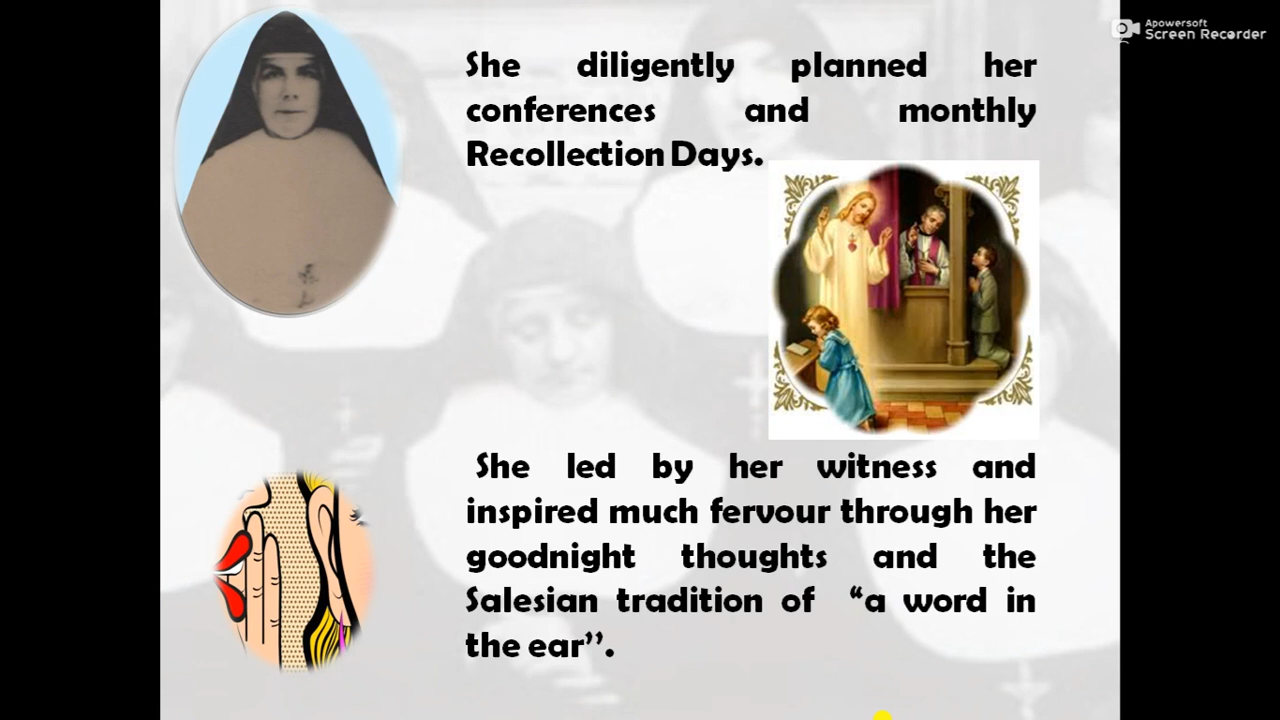 Apowersoft
Screen Recorder
She diligently planned her
conferences and monthly
Recollection Days.
She led by her witness and
inspired much fervour through her
goodnight thoughts and the
Salesian tradition of “a word in
the ear’’.